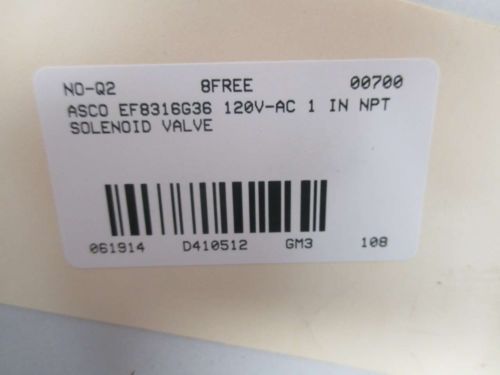 NO-Q2 8FREE 00700
ASCO EF8316G36 120V-AC 1 IN NPT
SOLENOID VALVE
061914 D410512 GM3 108